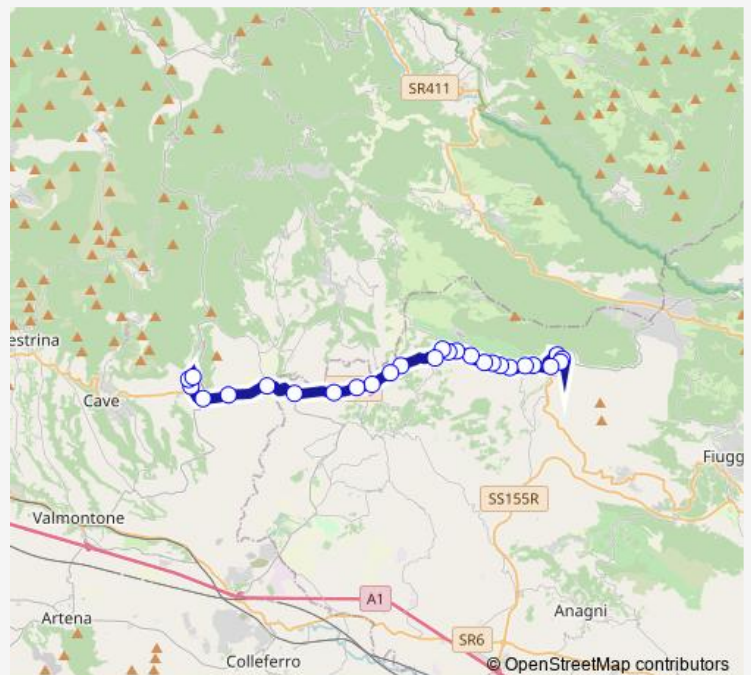 SR411
estrina
Cave
Fiugg
SS155R
Valmontone
A1
Artena
Anagni
SR6
Colleferro
© OpenStreetMap contributors